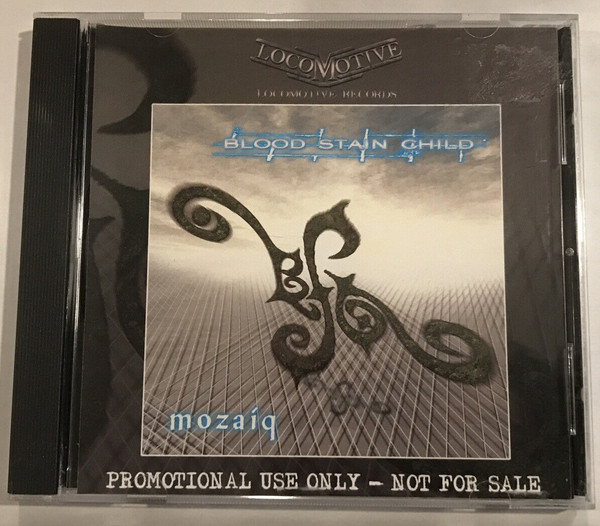 LOCOMOTIVE
LOCOMOTIVE RECORDS
BLOOD STAIN CHILD
mozaiq
PROMOTIONAL USE ONLY – NOT FOR SALE